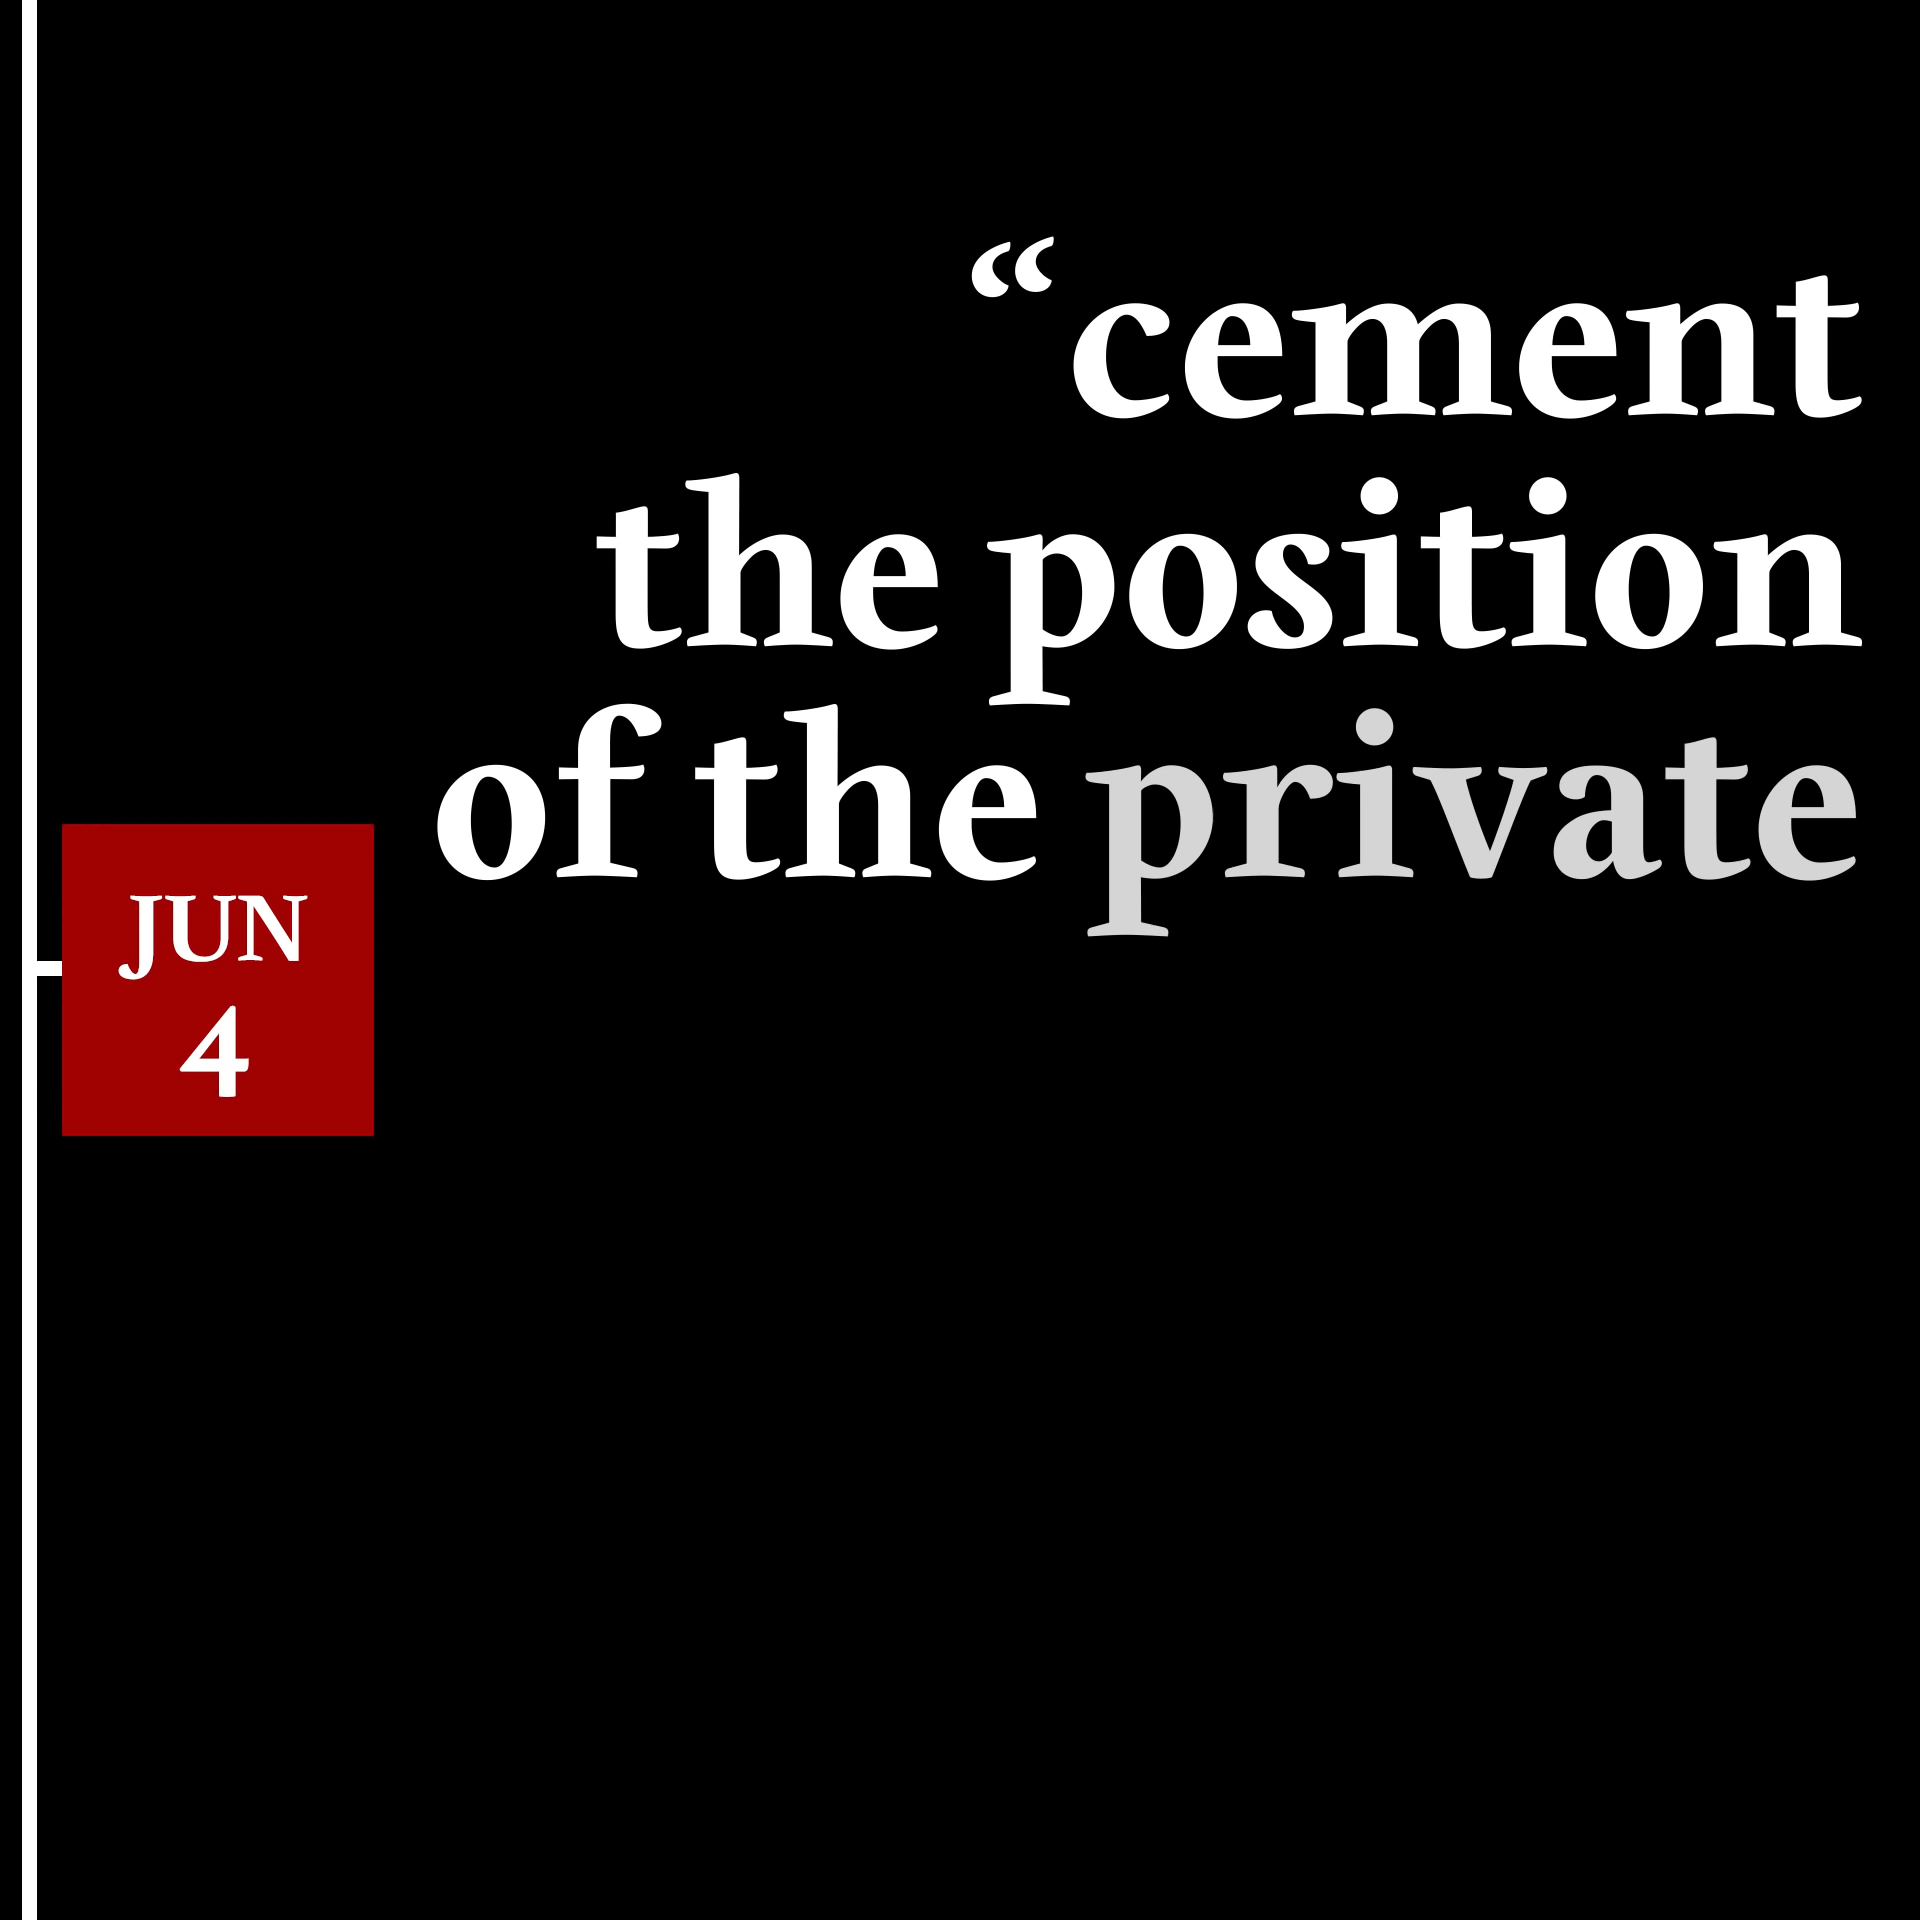 “cement
the position
of the private
JUN
4